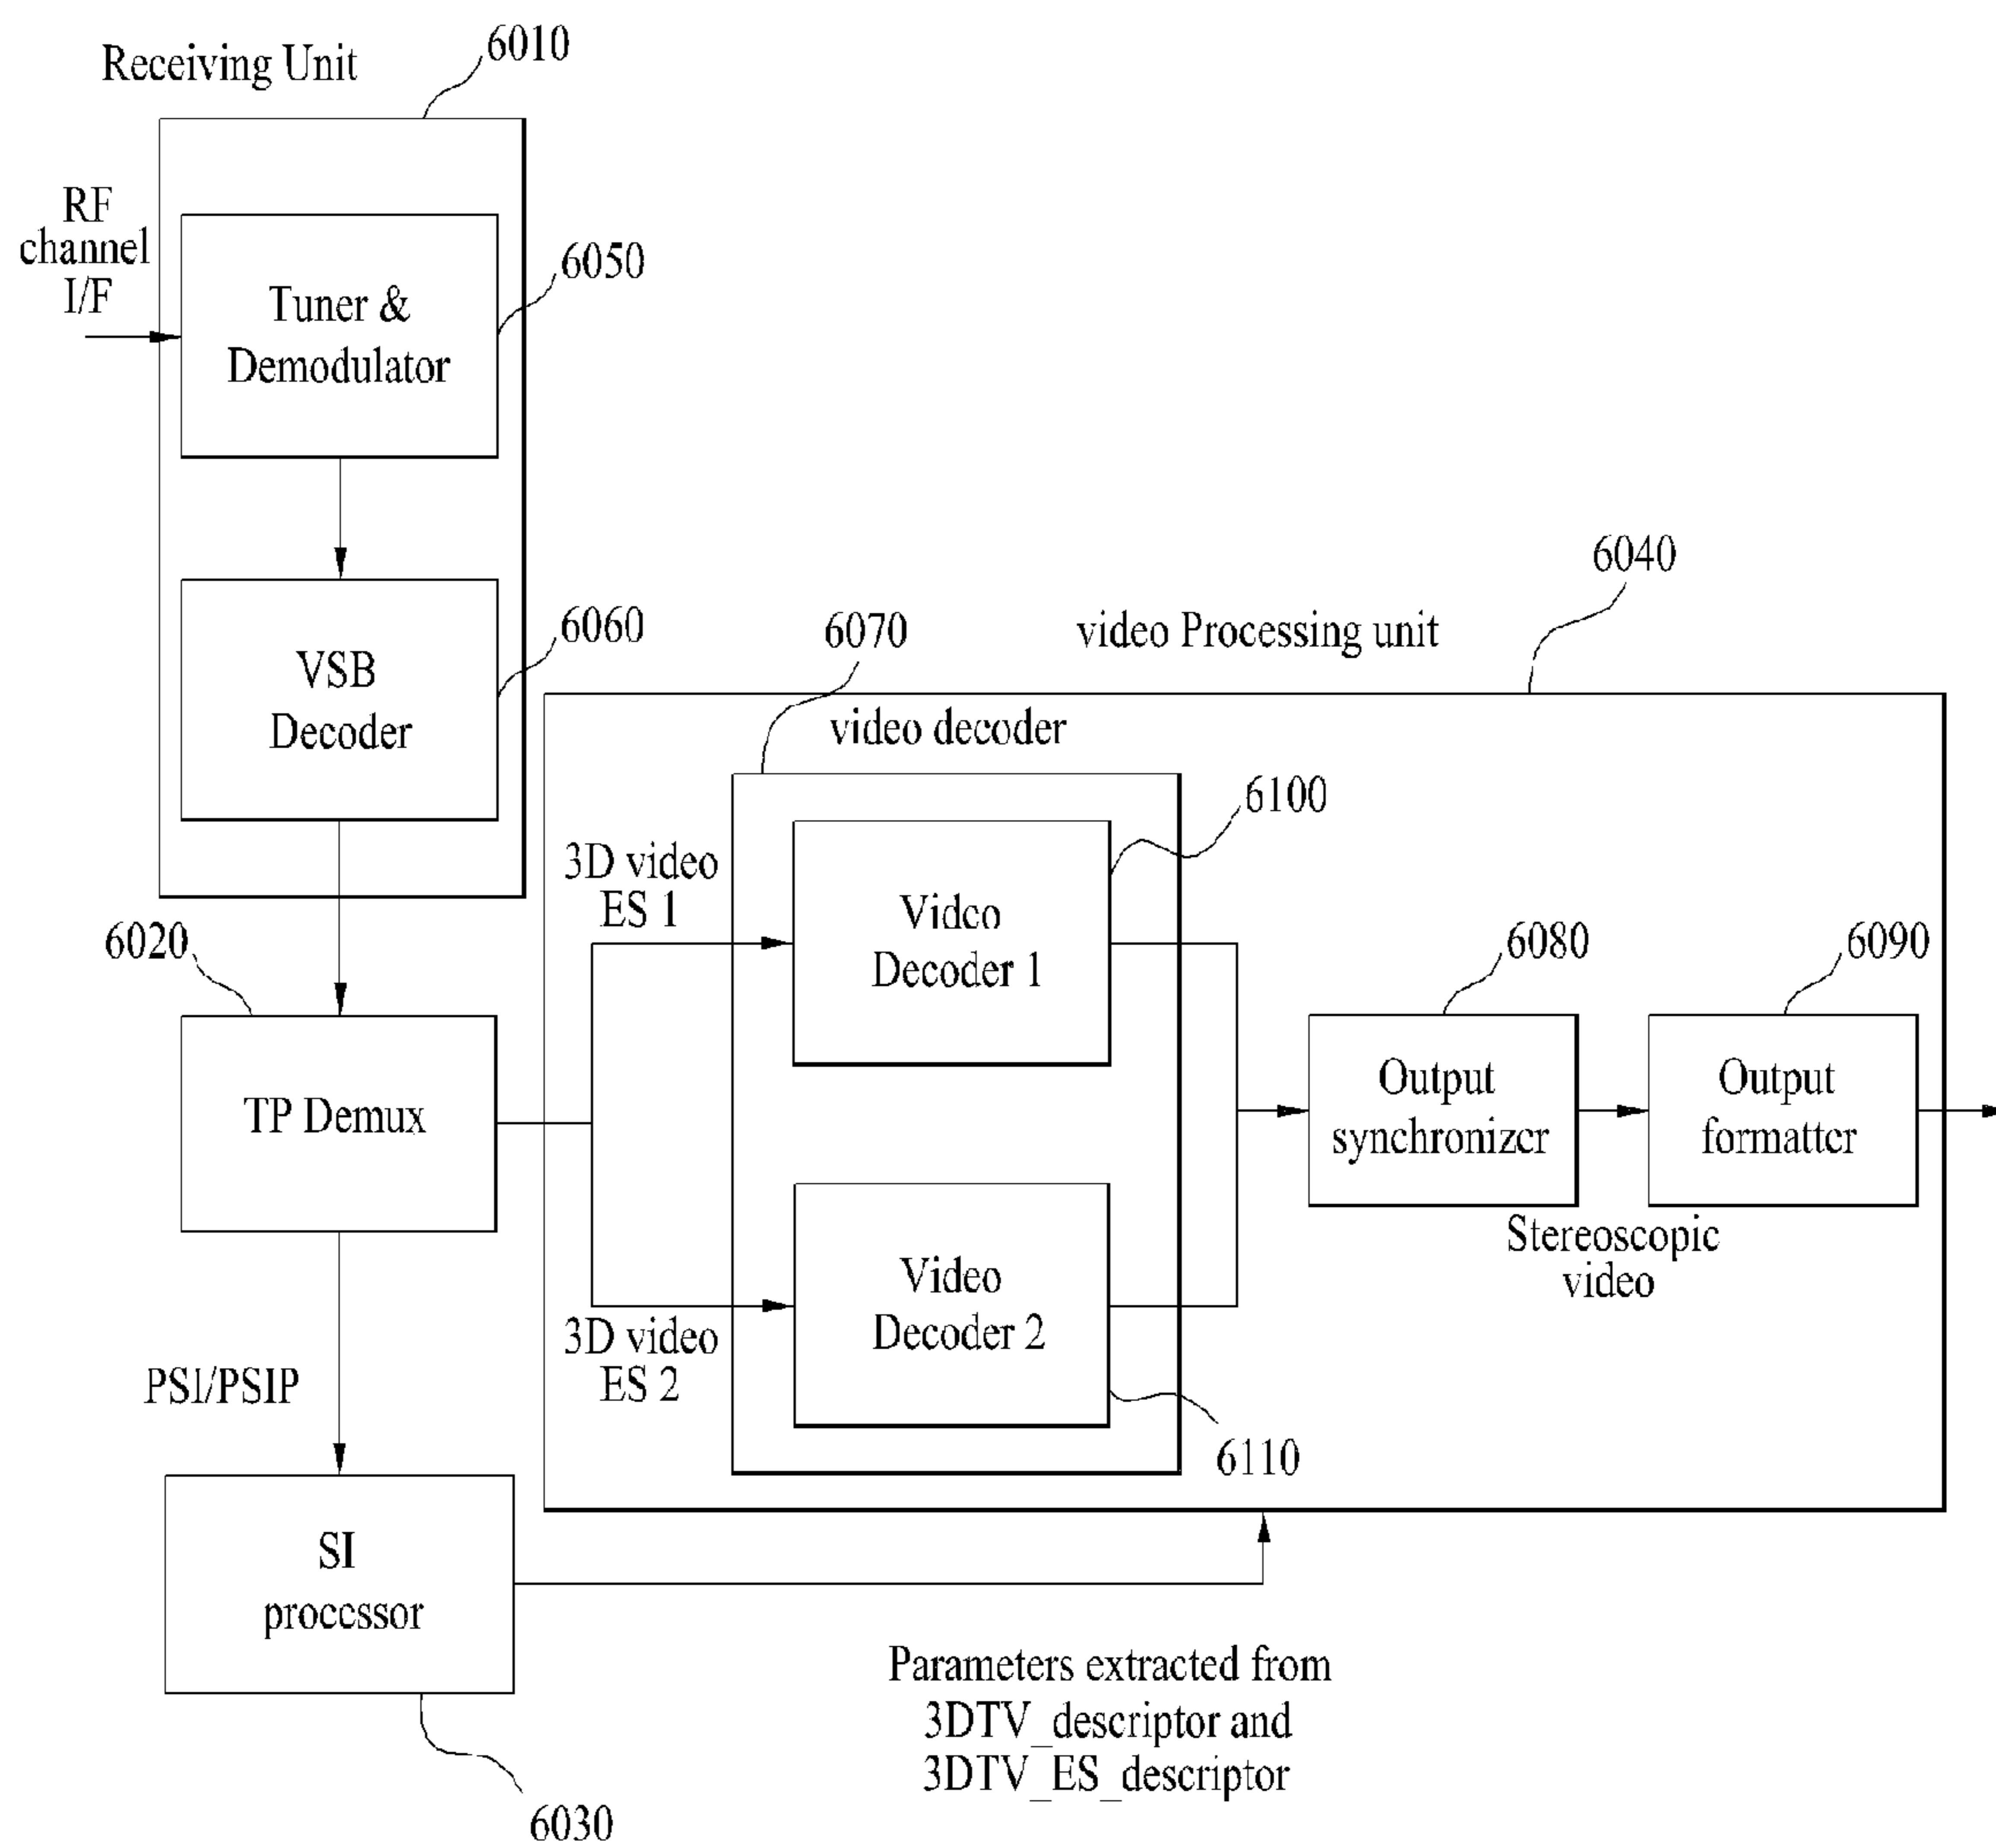 Receiving Unit
6010
RF
channel
I/F
Tuner &
Demodulator
6050
VSB
Decoder
6060
6040
video Processing unit
6070
video decoder
6100
3D video
ES 1
Video
Decoder 1
6020
TP Demux
6080
Output
synchronizer
6090
Output
formatter
Stereoscopic
video
Video
Decoder 2
3D video
ES 2
6110
PSI/PSIP
SI
processor
6030
Parameters extracted from
3DTV_descriptor and
3DTV_ES_descriptor